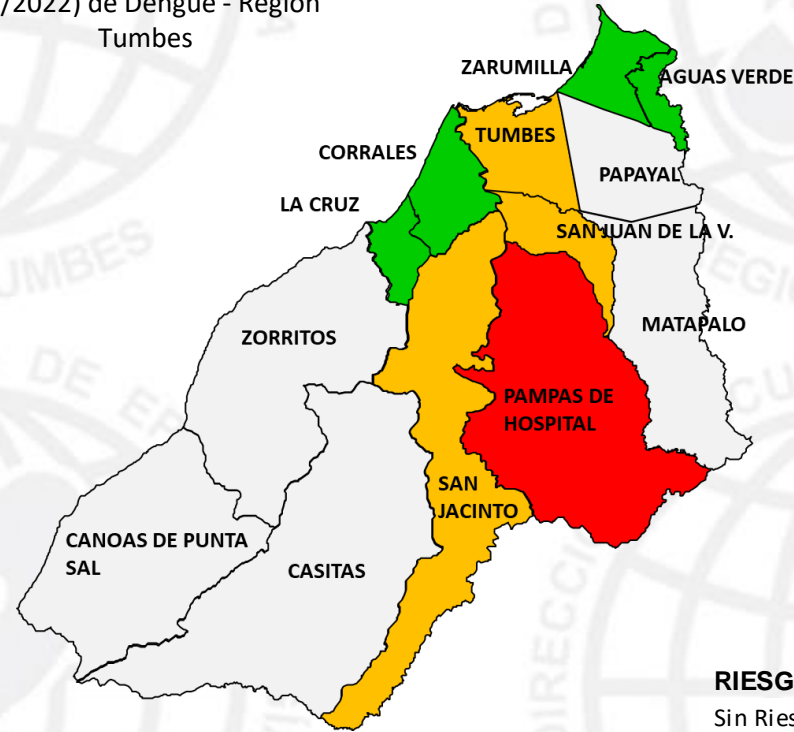 /2022) de Dengue - Región
Tumbes
ZARUMILLA
AGUAS VERDE
TUMBES
CORRALES
PAPAYAL
LA CRUZ
SAN JUAN DE LA V.
MATAPALO
ZORRITOS
PAMPAS DE
HOSPITAL
SAN
JACINTO
CANOAS DE PUNTA
SAL
CASITAS
RIESG
Sin Ries